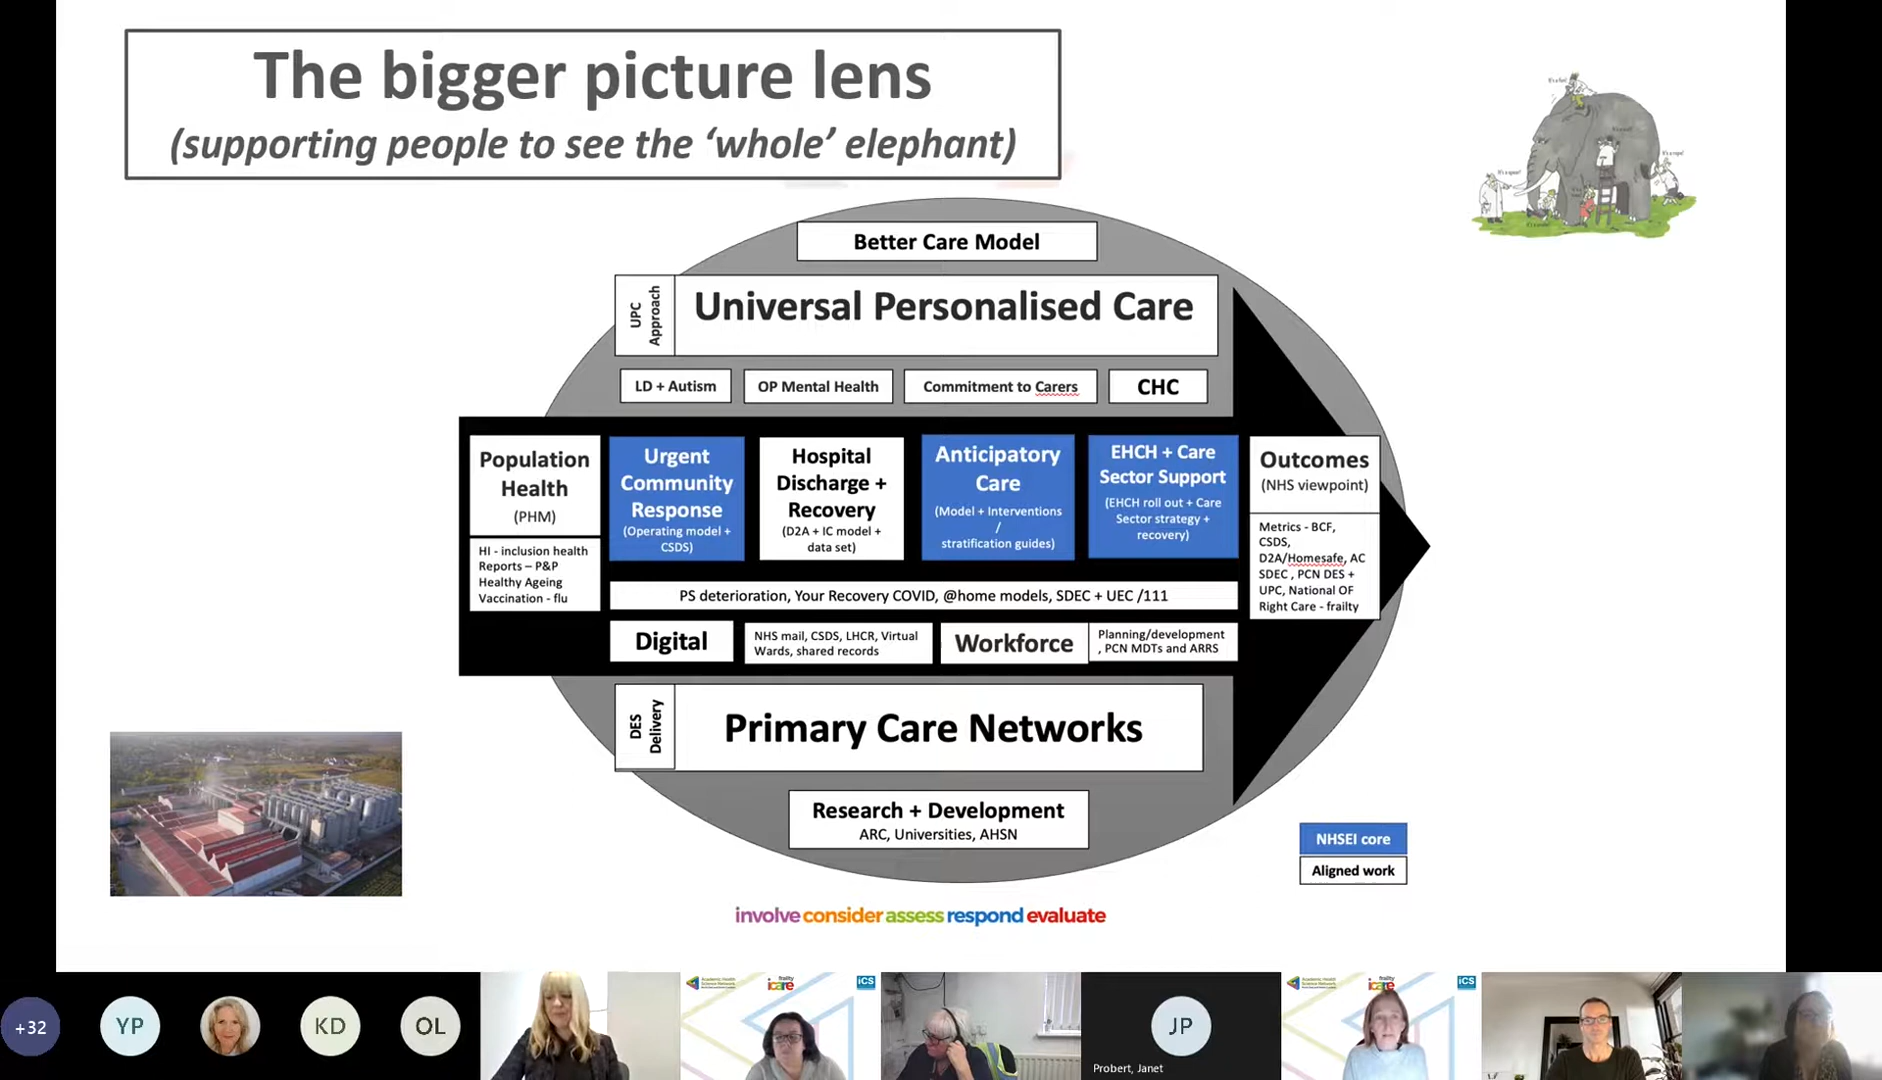 The bigger picture lens
(supporting people to see the ‘whole’ elephant)
Better Care Model
UPC
Approach
Universal Personalised Care
LD + Autism
OP Mental Health
Commitment to Carers
CHC
Population
Health
(PHM)
HI - inclusion health
Reports – P&P
Healthy Ageing
Vaccination - flu
Urgent
Community
Response
(Operating model +
CSDS)
Hospital
Discharge +
Recovery
(D2A + IC model +
data set)
Anticipatory
Care
(Model + Interventions
/
stratification guides)
EHCH + Care
Sector Support
(EHCH roll out + Care
Sector strategy +
recovery)
Outcomes
(NHS viewpoint)
Metrics - BCF,
CSDS,
D2A/Homesafe, AC
SDEC , PCN DES +
UPC, National OF
Right Care - frailty
PS deterioration, Your Recovery COVID, @home models, SDEC + UEC /111
Digital
NHS mail, CSDS, LHCR, Virtual
Wards, shared records
Workforce
Planning/development
, PCN MDTs and ARRS
DES
Delivery
Primary Care Networks
Research + Development
ARC, Universities, AHSN
NHSEI core
Aligned work
involve consider assess respond evaluate
+32
YP
KD
OL
frailty
icare
iCS
JP
Probert, Janet
frailty
icare
iCS